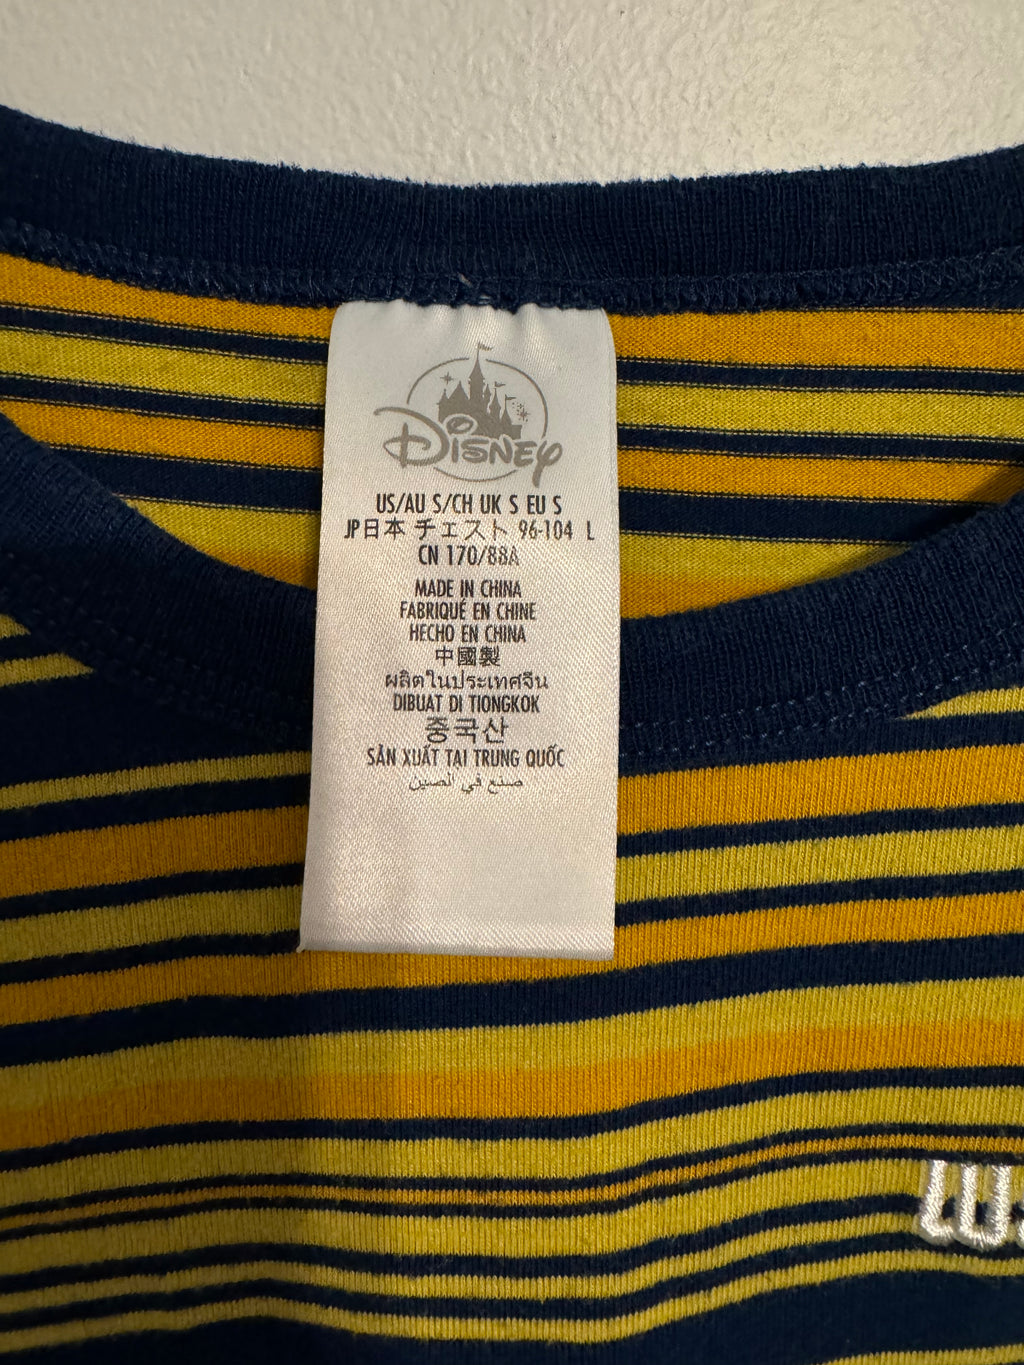 Disney
US/AU S/CH UK S EU S
JP日本 チェスト 96-104 L
CN 170/88A
MADE IN CHINA
FABRIQUÉ EN CHINE
HECHO EN CHINA
中國製
ผลิตในประเทศจีน
DIBUAT DI TIONGKOK
중국산
SẢN XUẤT TẠI TRUNG QUỐC
صنع في الصين